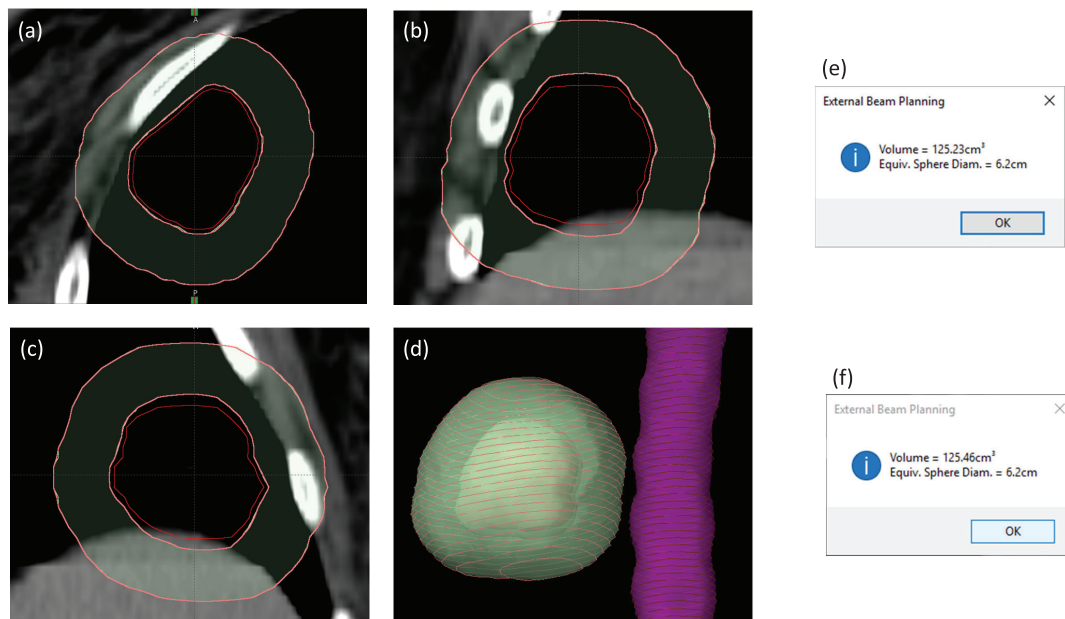 (a)
A
P
(b)
(c)
(d)
(e)
External Beam Planning
Volume = 125.23cm³
Equiv. Sphere Diam. = 6.2cm
OK
(f)
External Beam Planning
Volume = 125.46cm³
Equiv. Sphere Diam. = 6.2cm
OK